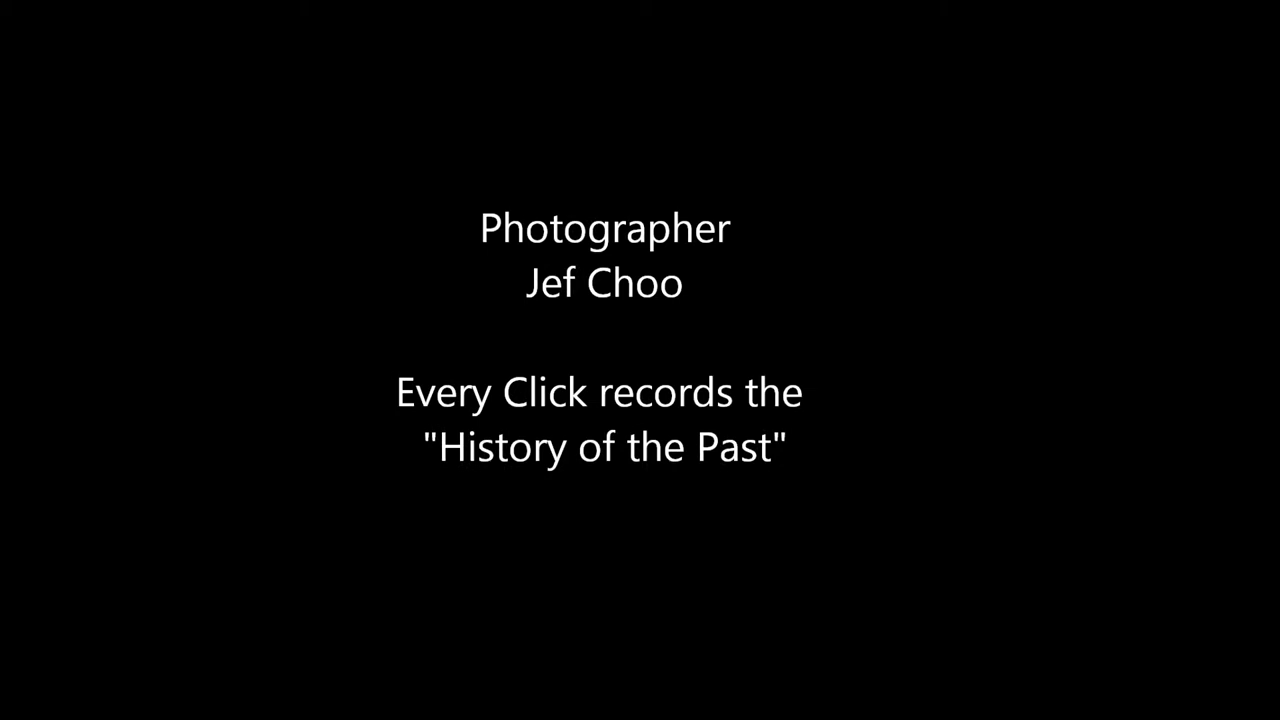 Photographer
Jef Choo
Every Click records the
"History of the Past"